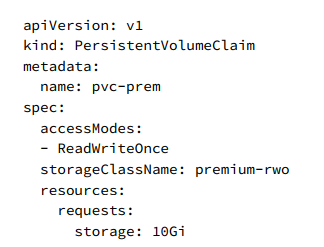 apiVersion: v1
kind: PersistentVolumeClaim
metadata:
  name: pvc-prem
spec:
  accessModes:
  - ReadWriteOnce
  storageClassName: premium-rwo
  resources:
    requests:
      storage: 10Gi